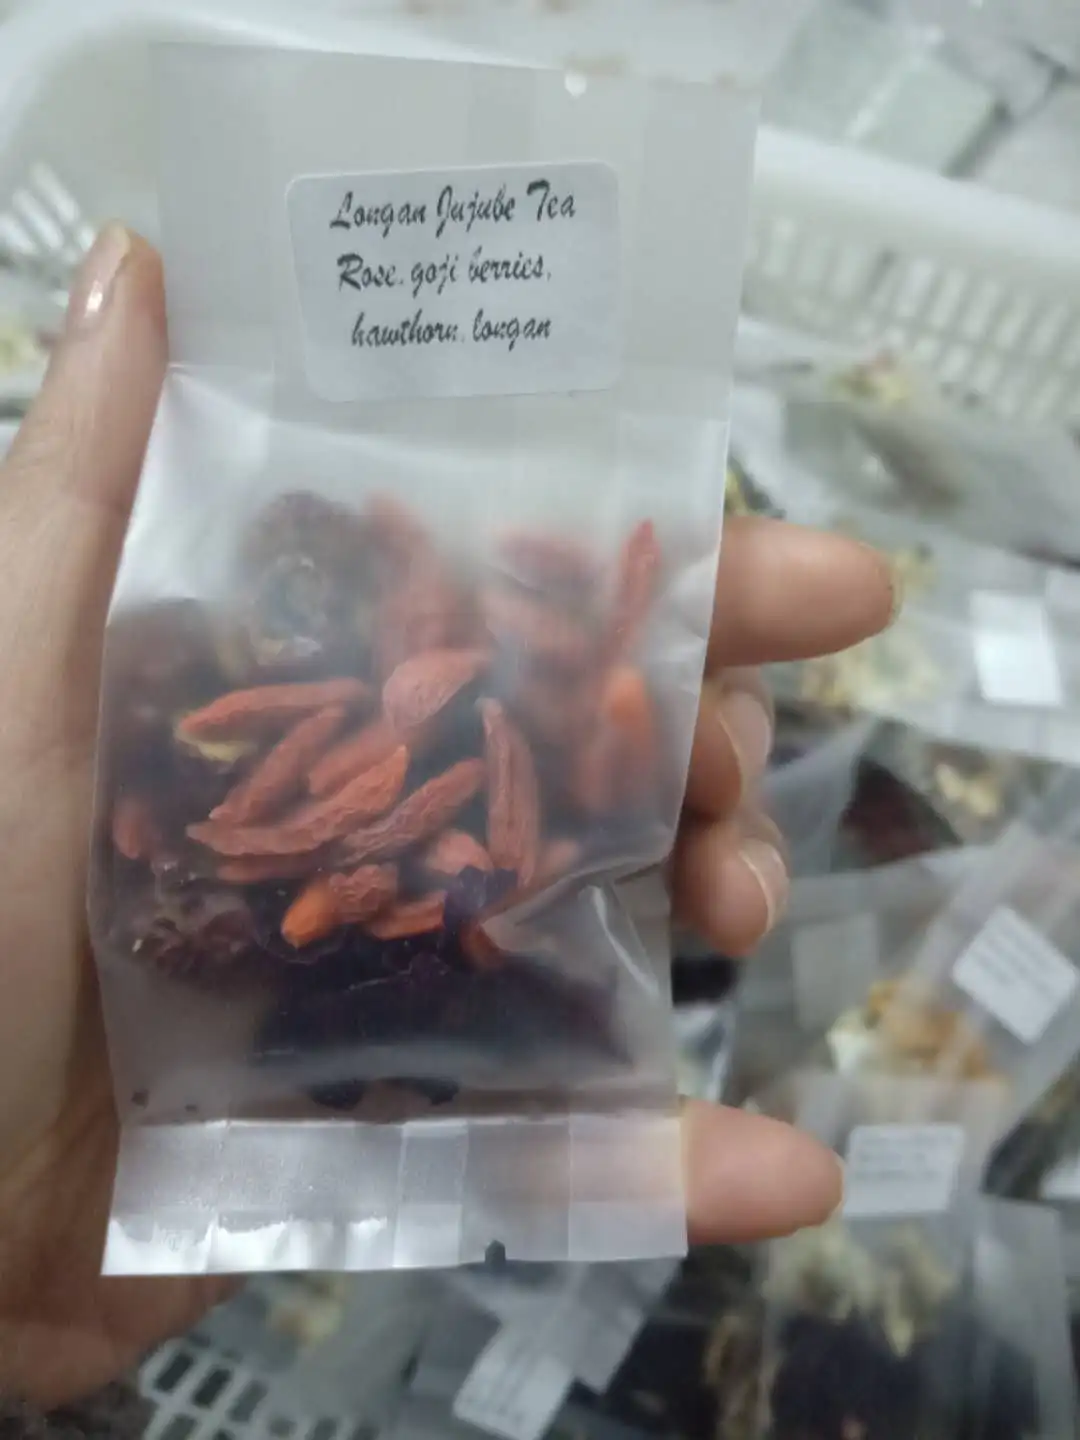 Longan Jujube Tea
Rose. goji berries,
hawthorn. longan